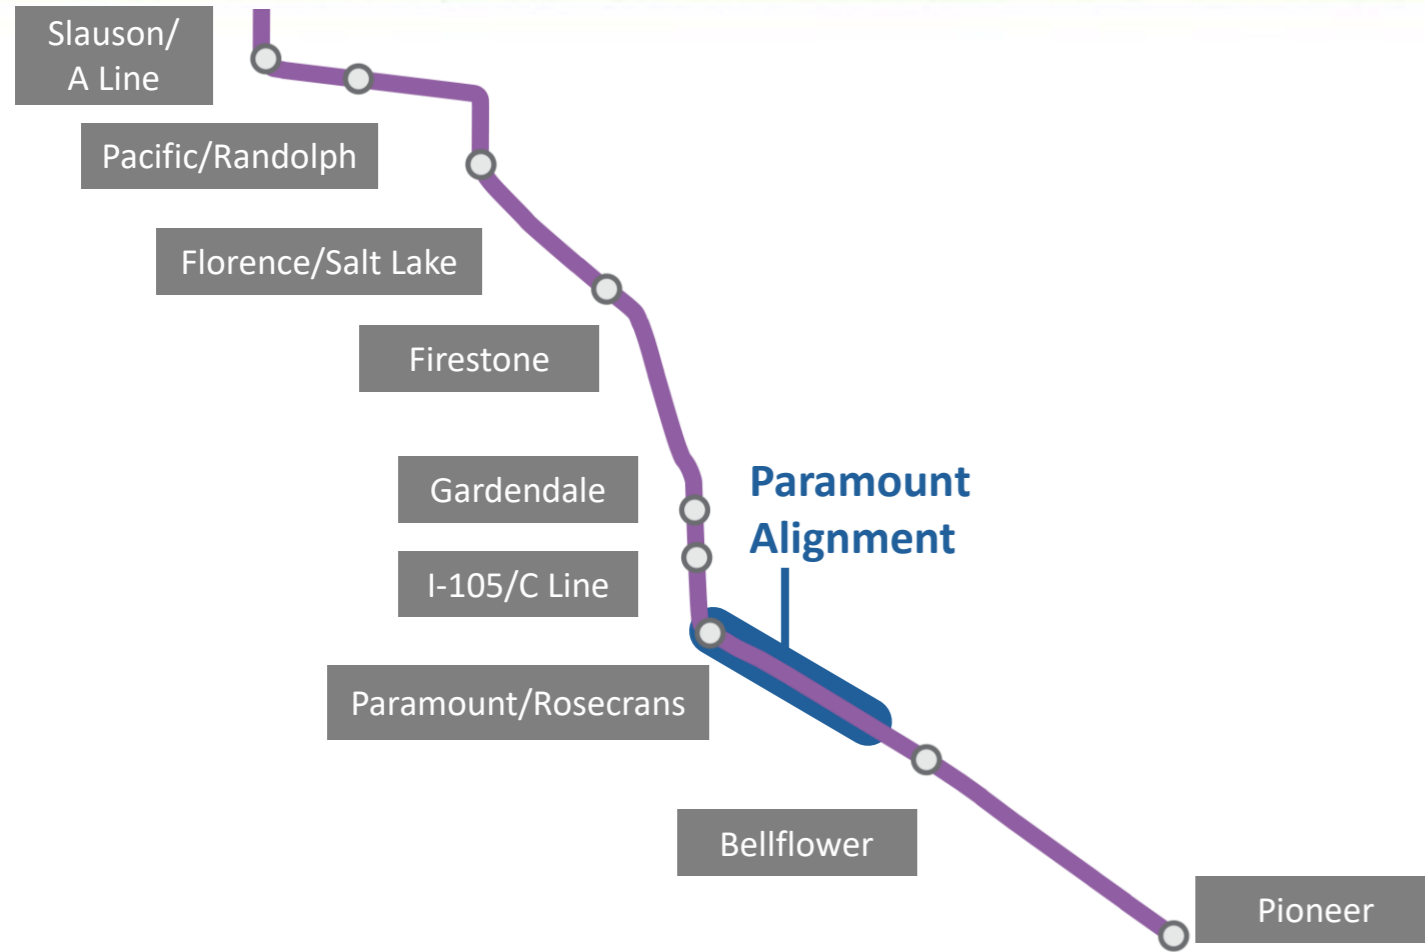 Slauson/
A Line
Pacific/Randolph
Florence/Salt Lake
Firestone
Gardendale
Paramount
Alignment
I-105/C Line
Paramount/Rosecrans
Bellflower
Pioneer